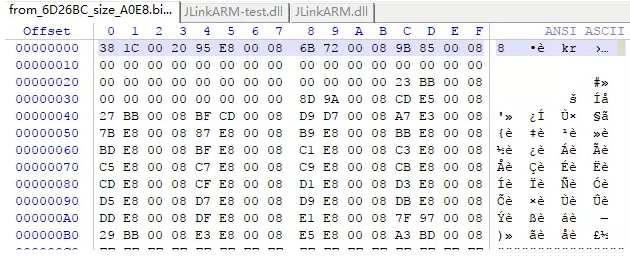 from_6D26BC_size_A0E8.bi... JLinkARM-test.dll JLinkARM.dll
Offset 0 1 2 3 4 5 6 7 8 9 A B C D E F ANSI ASCII
00000000 38 1C 00 20 95 E8 00 08 6B 72 00 08 9B 85 00 08 8 •è kr ›…
00000010 00 00 00 00 00 00 00 00 00 00 00 00 00 00 00 00
00000020 00 00 00 00 00 00 00 00 00 00 00 00 23 BB 00 08 #»
00000030 00 00 00 00 00 00 00 00 8D 9A 00 08 CD E5 00 08 š Íå
00000040 27 BB 00 08 BF CD 00 08 D9 D7 00 08 A7 E3 00 08 '» ¿Í Ù× §ã
00000050 7B E8 00 08 87 E8 00 08 B9 E8 00 08 BB E8 00 08 {è ‡è ¹è »è
00000060 BD E8 00 08 BF E8 00 08 C1 E8 00 08 C3 E8 00 08 ½è ¿è Áè Ãè
00000070 C5 E8 00 08 C7 E8 00 08 C9 E8 00 08 CB E8 00 08 Åè Çè Éè Ëè
00000080 CD E8 00 08 CF E8 00 08 D1 E8 00 08 D3 E8 00 08 Íè Ïè Ñè Óè
00000090 D5 E8 00 08 D7 E8 00 08 D9 E8 00 08 DB E8 00 08 Õè ×è Ùè Ûè
000000A0 DD E8 00 08 DF E8 00 08 E1 E8 00 08 7F 97 00 08 Ýè ßè áè —
000000B0 29 BB 00 08 E3 E8 00 08 E5 E8 00 08 A3 BD 00 08 )» ãè åè £½